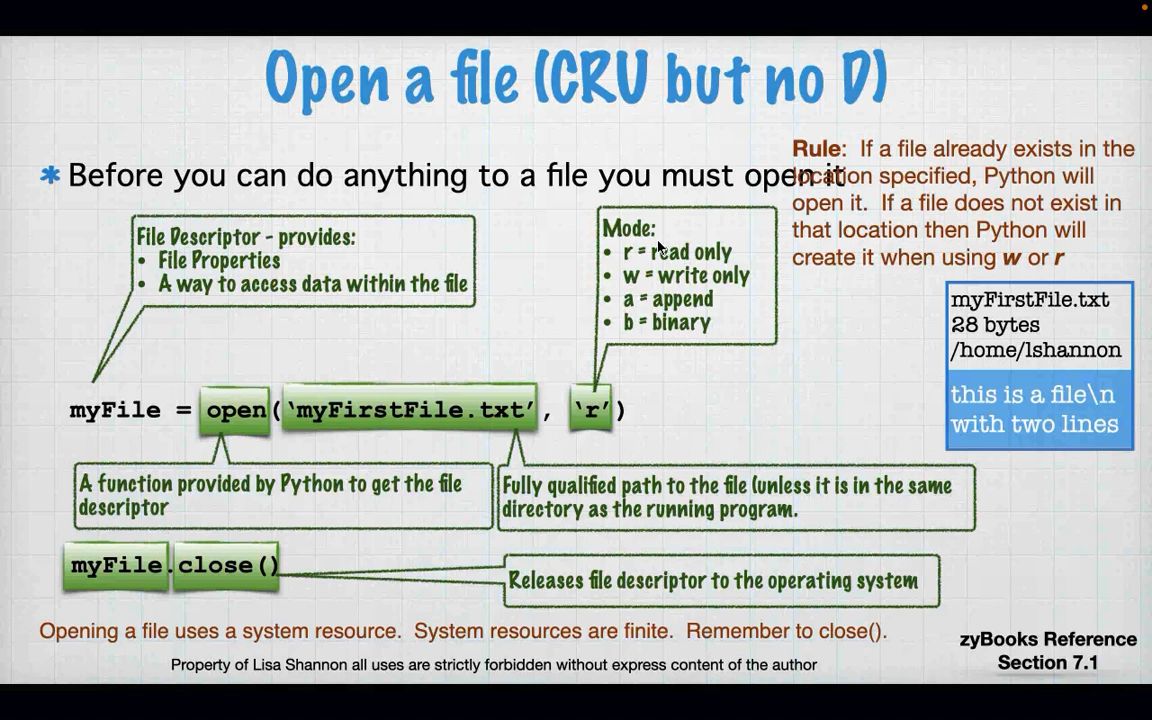 Open a file (CRU but no D)
Before you can do anything to a file you must open it
Rule: If a file already exists in the
location specified, Python will
open it. If a file does not exist in
that location then Python will
create it when using w or r
File Descriptor - provides:
• File Properties
• A way to access data within the file
Mode:
• r = read only
• w = write only
• a = append
• b = binary
myFirstFile.txt
28 bytes
/home/lshannon
this is a file\n
with two lines
myFile = open(‘myFirstFile.txt’, ‘r’)
A function provided by Python to get the file
descriptor
Fully qualified path to the file (unless it is in the same
directory as the running program.
myFile.close()
Releases file descriptor to the operating system
Opening a file uses a system resource. System resources are finite. Remember to close().
Property of Lisa Shannon all uses are strictly forbidden without express content of the author
zyBooks Reference
Section 7.1